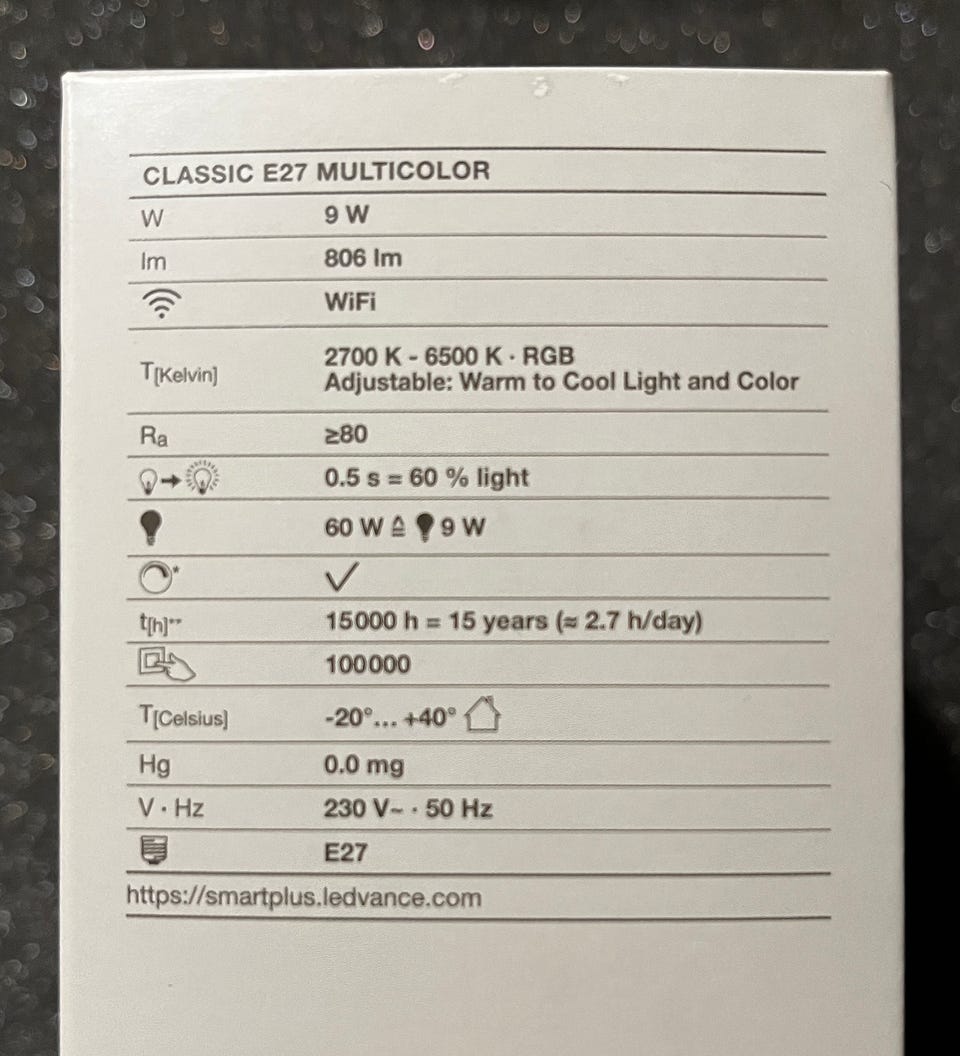 CLASSIC E27 MULTICOLOR
W 9 W
lm 806 lm
WiFi
T[Kelvin] 2700 K - 6500 K · RGB
Adjustable: Warm to Cool Light and Color
Ra ≥80
0.5 s = 60 % light
60 W ≙ 9 W
*
t[h]** 15000 h = 15 years (≈ 2.7 h/day)
100000
T[Celsius] -20°... +40°
Hg 0.0 mg
V · Hz 230 V~ · 50 Hz
E27
https://smartplus.ledvance.com